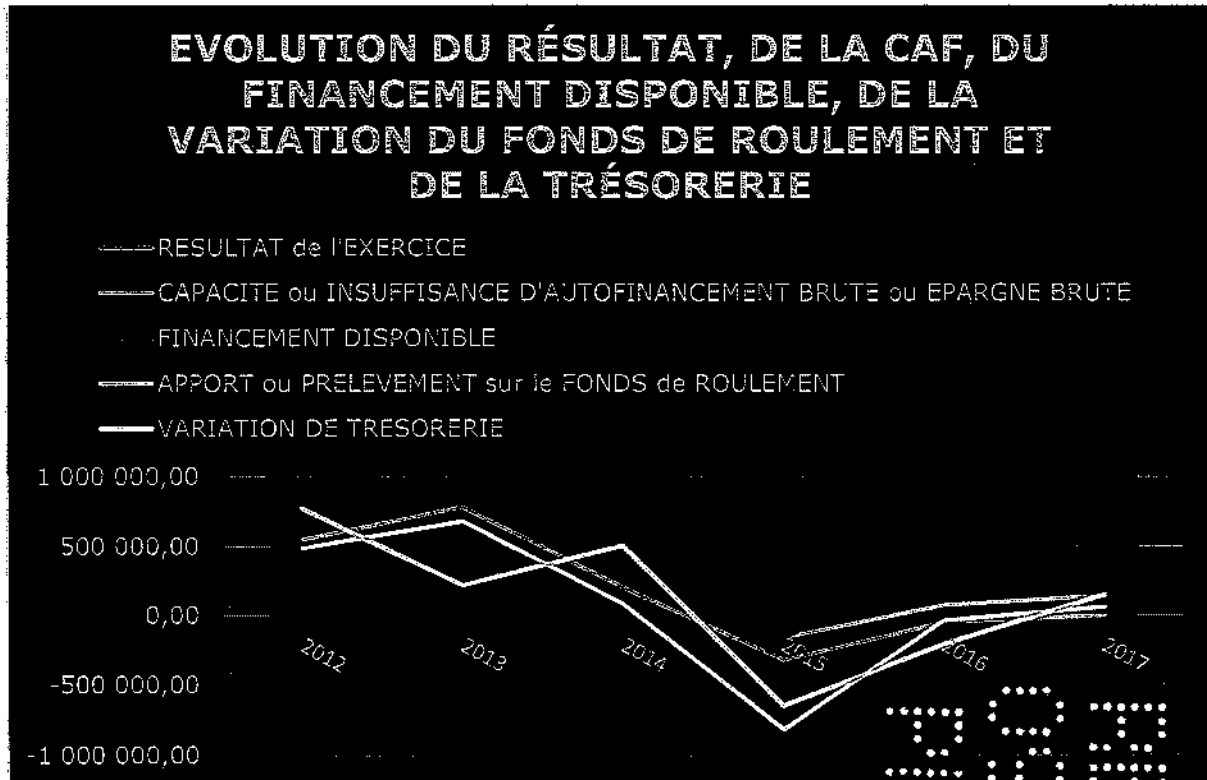 EVOLUTION DU RÉSULTAT, DE LA CAF, DU
FINANCEMENT DISPONIBLE, DE LA
VARIATION DU FONDS DE ROULEMENT ET
DE LA TRÉSORERIE
RESULTAT de l'EXERCICE
CAPACITE ou INSUFFISANCE D'AUTOFINANCEMENT BRUTE ou EPARGNE BRUTE
FINANCEMENT DISPONIBLE
APPORT ou PRELEVEMENT sur le FONDS de ROULEMENT
VARIATION DE TRESORERIE
1 000 000,00
500 000,00
0,00
2012 2013 2014 2015 2016 2017
-500 000,00
-1 000 000,00